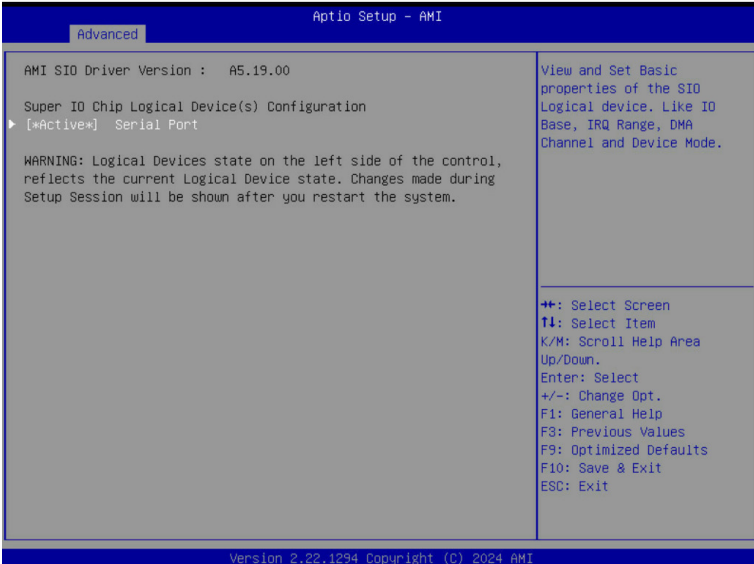 Aptio Setup – AMI
Advanced
AMI SIO Driver Version : A5.19.00
Super IO Chip Logical Device(s) Configuration
[*Active*] Serial Port
WARNING: Logical Devices state on the left side of the control,
reflects the current Logical Device state. Changes made during
Setup Session will be shown after you restart the system.
View and Set Basic
properties of the SIO
Logical device. Like IO
Base, IRQ Range, DMA
Channel and Device Mode.
→←: Select Screen
↑↓: Select Item
K/M: Scroll Help Area
Up/Down.
Enter: Select
+/-: Change Opt.
F1: General Help
F3: Previous Values
F9: Optimized Defaults
F10: Save & Exit
ESC: Exit
Version 2.22.1294 Copyright (C) 2024 AMI